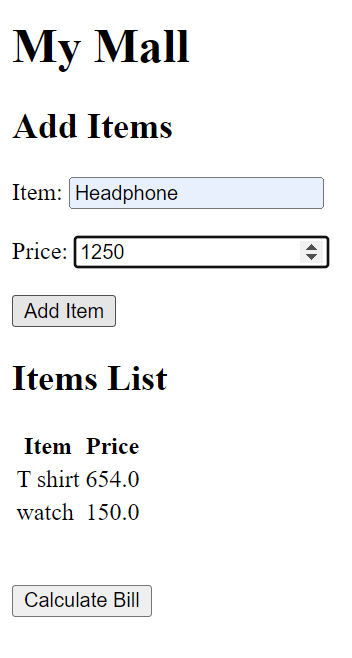 My Mall
Add Items
Item: Headphone
Price: 1250
Add Item
Items List
Item Price
T shirt 654.0
watch 150.0
Calculate Bill